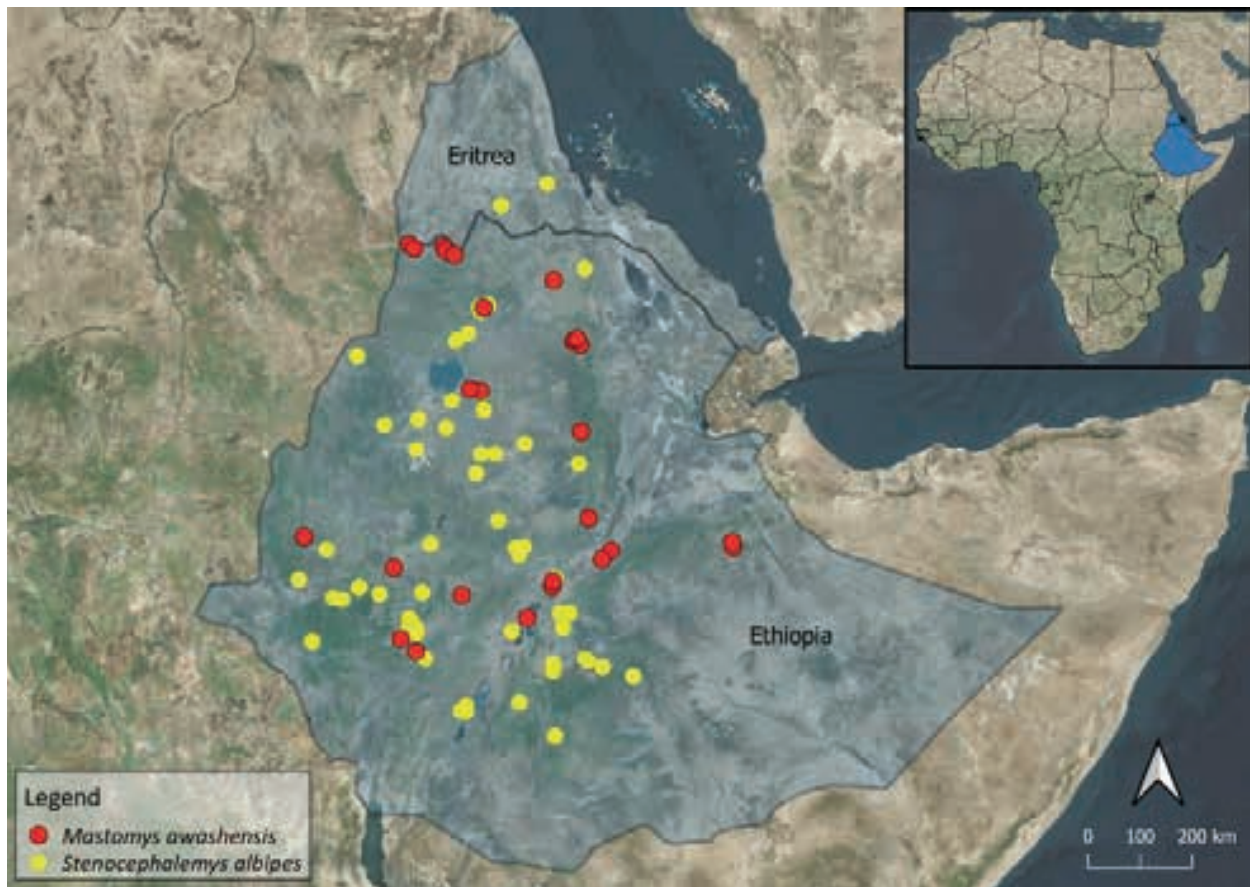 Eritrea
Ethiopia
Legend
Mastomys awashensis
Stenocephalemys albipes
0 100 200 km